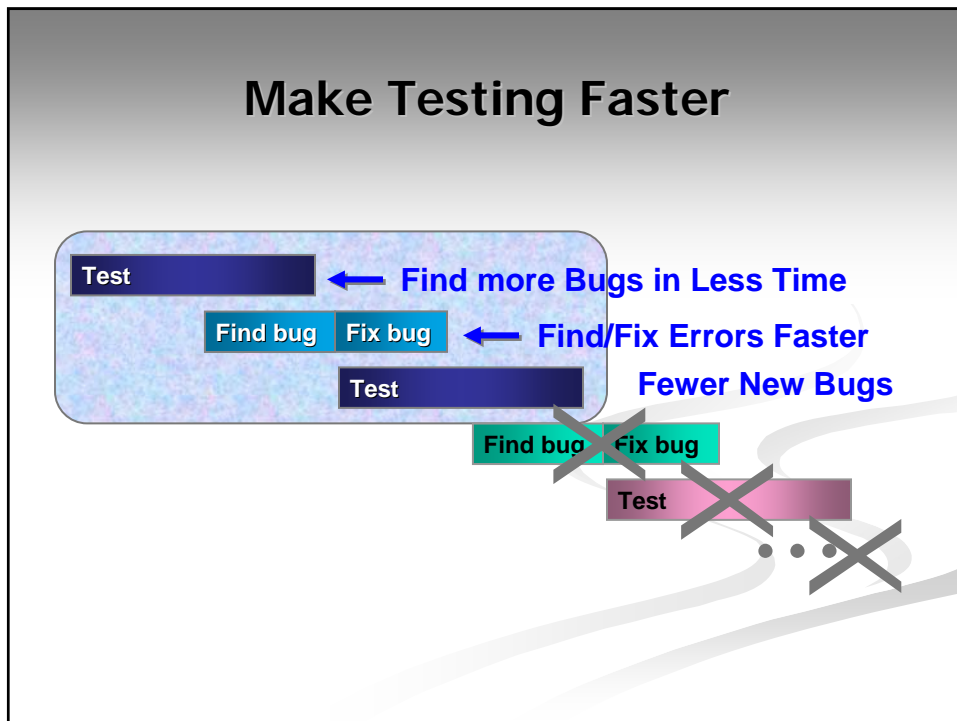 Make Testing Faster
Test
Find more Bugs in Less Time
Find bug Fix bug
Find/Fix Errors Faster
Test
Fewer New Bugs
Find bug Fix bug
Test
• • •